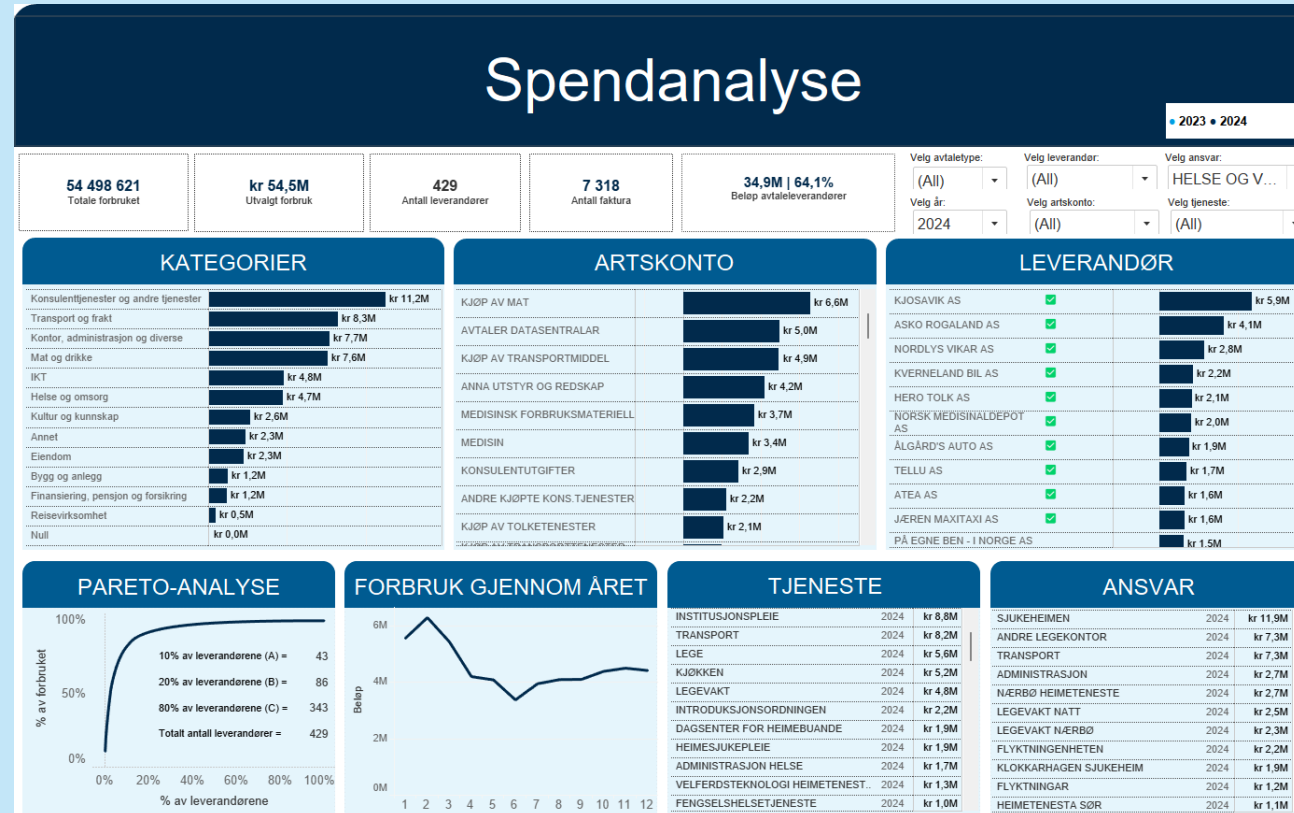 Spendanalyse
2023 2024
54 498 621
Totale forbruket
kr 54,5M
Utvalgt forbruk
429
Antall leverandører
7 318
Antall faktura
34,9M | 64,1%
Beløp avtaleleverandører
Velg avtaletype:
(All)
Velg leverandør:
(All)
Velg ansvar:
HELSE OG V...
Velg år:
2024
Velg artskonto:
(All)
Velg tjeneste:
(All)
KATEGORIER
Konsulenttjenester og andre tjenester kr 11,2M
Transport og frakt kr 8,3M
Kontor, administrasjon og diverse kr 7,7M
Mat og drikke kr 7,6M
IKT kr 4,8M
Helse og omsorg kr 4,7M
Kultur og kunnskap kr 2,6M
Annet kr 2,3M
Eiendom kr 2,3M
Bygg og anlegg kr 1,2M
Finansiering, pensjon og forsikring kr 1,2M
Reisevirksomhet kr 0,5M
Null kr 0,0M
ARTSKONTO
KJØP AV MAT kr 6,6M
AVTALER DATASENTRALAR kr 5,0M
KJØP AV TRANSPORTMIDDEL kr 4,9M
ANNA UTSTYR OG REDSKAP kr 4,2M
MEDISINSK FORBRUKSMATERIELL kr 3,7M
MEDISIN kr 3,4M
KONSULENTUTGIFTER kr 2,9M
ANDRE KJØPTE KONS.TJENESTER kr 2,2M
KJØP AV TOLKETENESTER kr 2,1M
LEVERANDØR
KJOSAVIK AS kr 5,9M
ASKO ROGALAND AS kr 4,1M
NORDLYS VIKAR AS kr 2,8M
KVERNELAND BIL AS kr 2,2M
HERO TOLK AS kr 2,1M
NORSK MEDISINALDEPOT
AS kr 2,0M
ÅLGÅRD'S AUTO AS kr 1,9M
TELLU AS kr 1,7M
ATEA AS kr 1,6M
JÆREN MAXITAXI AS kr 1,6M
PÅ EGNE BEN - I NORGE AS kr 1,5M
PARETO-ANALYSE
% av forbruket
100%
50%
0%
10% av leverandørene (A) = 43
20% av leverandørene (B) = 86
80% av leverandørene (C) = 343
Totalt antall leverandører = 429
0% 20% 40% 60% 80% 100%
% av leverandørene
FORBRUK GJENNOM ÅRET
Beløp
6M
4M
2M
0M
1 2 3 4 5 6 7 8 9 10 11 12
TJENESTE
INSTITUSJONSPLEIE 2024 kr 8,8M
TRANSPORT 2024 kr 8,2M
LEGE 2024 kr 5,6M
KJØKKEN 2024 kr 5,2M
LEGEVAKT 2024 kr 4,8M
INTRODUKSJONSORDNINGEN 2024 kr 2,2M
DAGSENTER FOR HEIMEBUANDE 2024 kr 1,9M
HEIMESJUKEPLEIE 2024 kr 1,9M
ADMINISTRASJON HELSE 2024 kr 1,7M
VELFERDSTEKNOLOGI HEIMETENEST.. 2024 kr 1,3M
FENGSELSHELSETJENESTE 2024 kr 1,0M
ANSVAR
SJUKEHEIMEN 2024 kr 11,9M
ANDRE LEGEKONTOR 2024 kr 7,3M
TRANSPORT 2024 kr 7,3M
ADMINISTRASJON 2024 kr 2,7M
NÆRBØ HEIMETENESTE 2024 kr 2,7M
LEGEVAKT NATT 2024 kr 2,5M
LEGEVAKT NÆRBØ 2024 kr 2,3M
FLYKTNINGENHETEN 2024 kr 2,2M
KLOKKARHAGEN SJUKEHEIM 2024 kr 1,9M
FLYKTNINGAR 2024 kr 1,2M
HEIMETENESTA SØR 2024 kr 1,1M